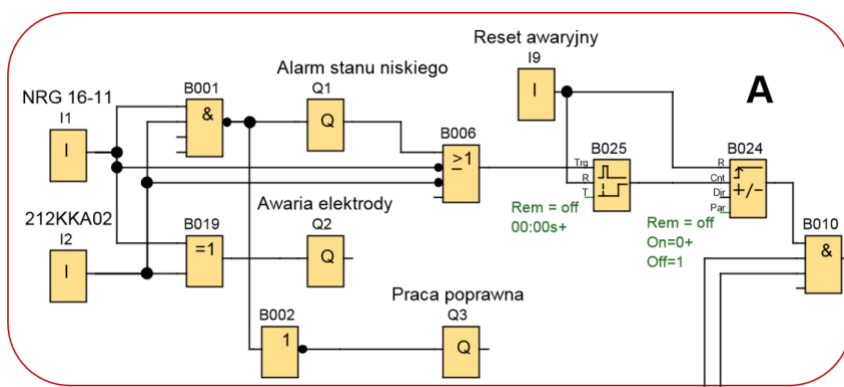 Reset awaryjny
I9
I
A
Alarm stanu niskiego
NRG 16-11
B001
Q1
I1
&
Q
I
B006
>1
B025
B024
Trg
R
T
R
Cnt
Dir
Par
+/-
Rem = off
00:00s+
Rem = off
On=0+
Off=1
Awaria elektrody
212KKA02
B019
Q2
I2
=1
Q
I
B010
&
Praca poprawna
B002
Q3
1
Q